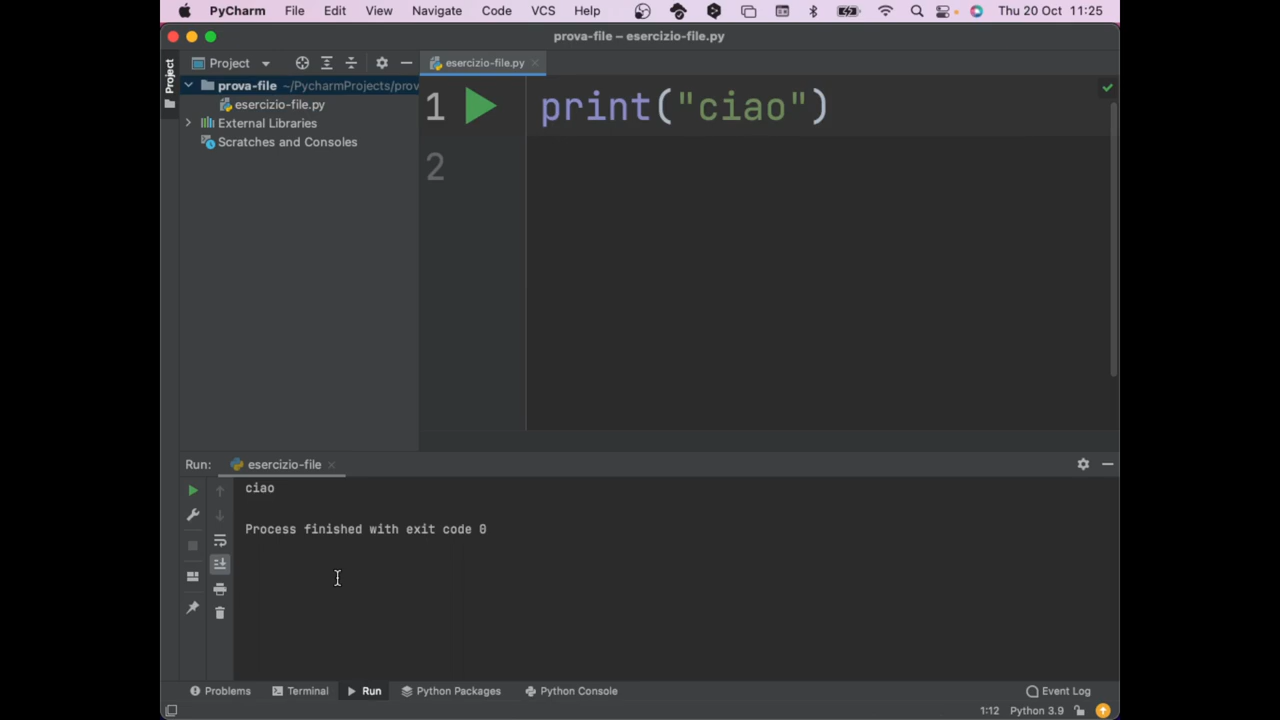 PyCharm File Edit View Navigate Code VCS Help Thu 20 Oct 11:25
prova-file – esercizio-file.py
Project
Project
esercizio-file.py
prova-file ~/PycharmProjects/prov
esercizio-file.py
External Libraries
Scratches and Consoles
1 print("ciao")
2
Run: esercizio-file
ciao
Process finished with exit code 0
Problems Terminal Run Python Packages Python Console Event Log
1:12 Python 3.9